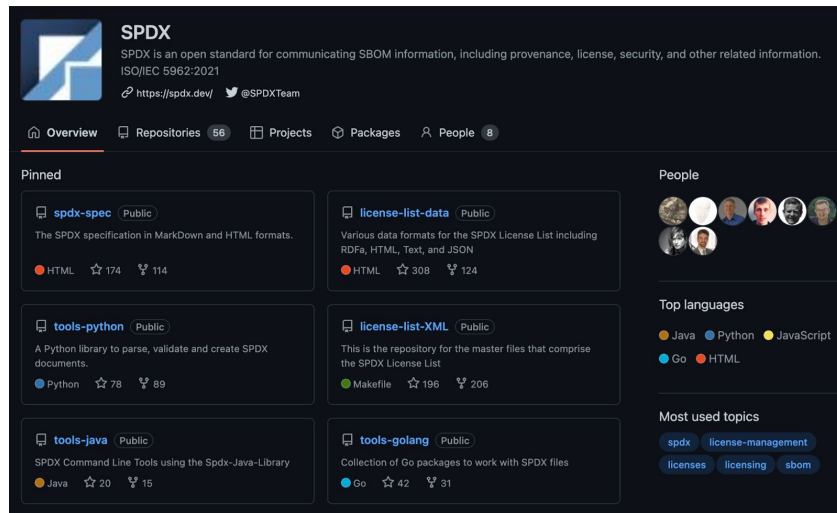 SPDX
SPDX is an open standard for communicating SBOM information, including provenance, license, security, and other related information.
ISO/IEC 5962:2021
https://spdx.dev/ @SPDXTeam
Overview Repositories 56 Projects Packages People 8
Pinned
spdx-spec Public
The SPDX specification in MarkDown and HTML formats.
HTML 174 114
license-list-data Public
Various data formats for the SPDX License List including
RDFa, HTML, Text, and JSON
HTML 308 124
tools-python Public
A Python library to parse, validate and create SPDX
documents.
Python 78 89
license-list-XML Public
This is the repository for the master files that comprise
the SPDX License List
Makefile 196 206
tools-java Public
SPDX Command Line Tools using the Spdx-Java-Library
Java 20 15
tools-golang Public
Collection of Go packages to work with SPDX files
Go 42 31
People
Top languages
Java Python JavaScript
Go HTML
Most used topics
spdx license-management
licenses licensing sbom